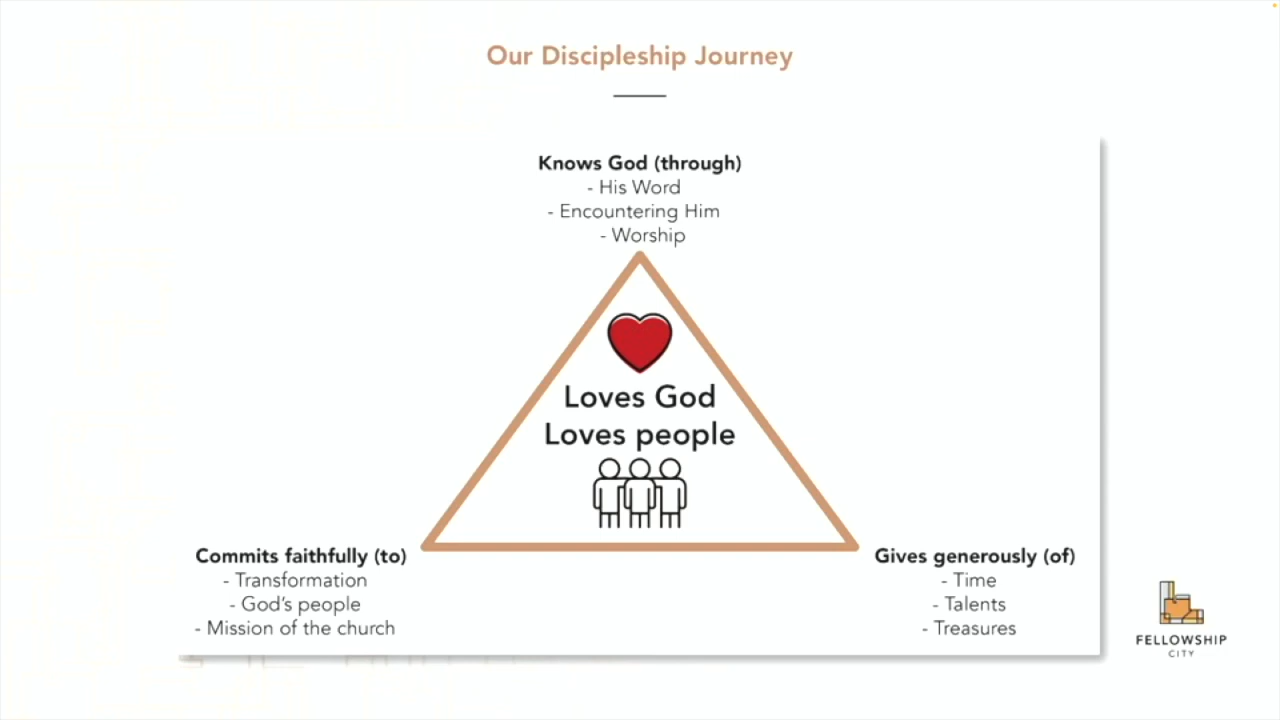 Our Discipleship Journey
Knows God (through)
- His Word
- Encountering Him
- Worship
Loves God
Loves people
Commits faithfully (to)
- Transformation
- God's people
- Mission of the church
Gives generously (of)
- Time
- Talents
- Treasures
FELLOWSHIP
CITY